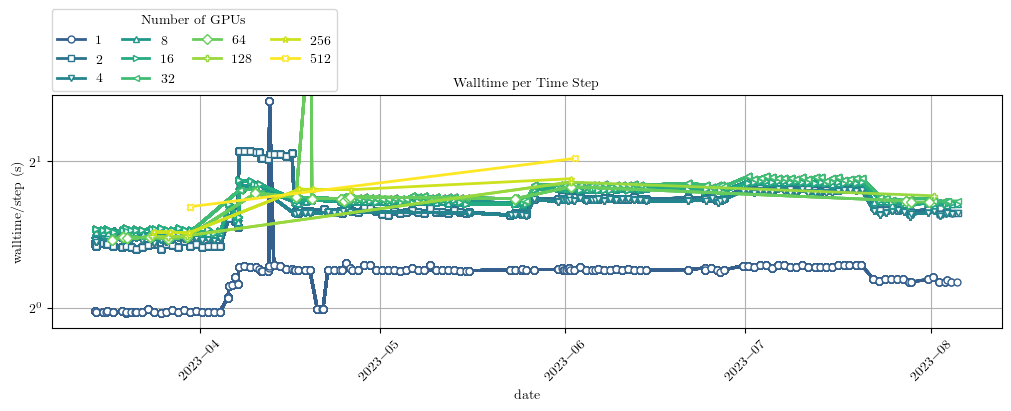 Number of GPUs
1 8 64 256
2 16 128 512
4 32
Walltime per Time Step
walltime/step (s)
2^1
2^0
2023−04 2023−05 2023−06 2023−07 2023−08
date